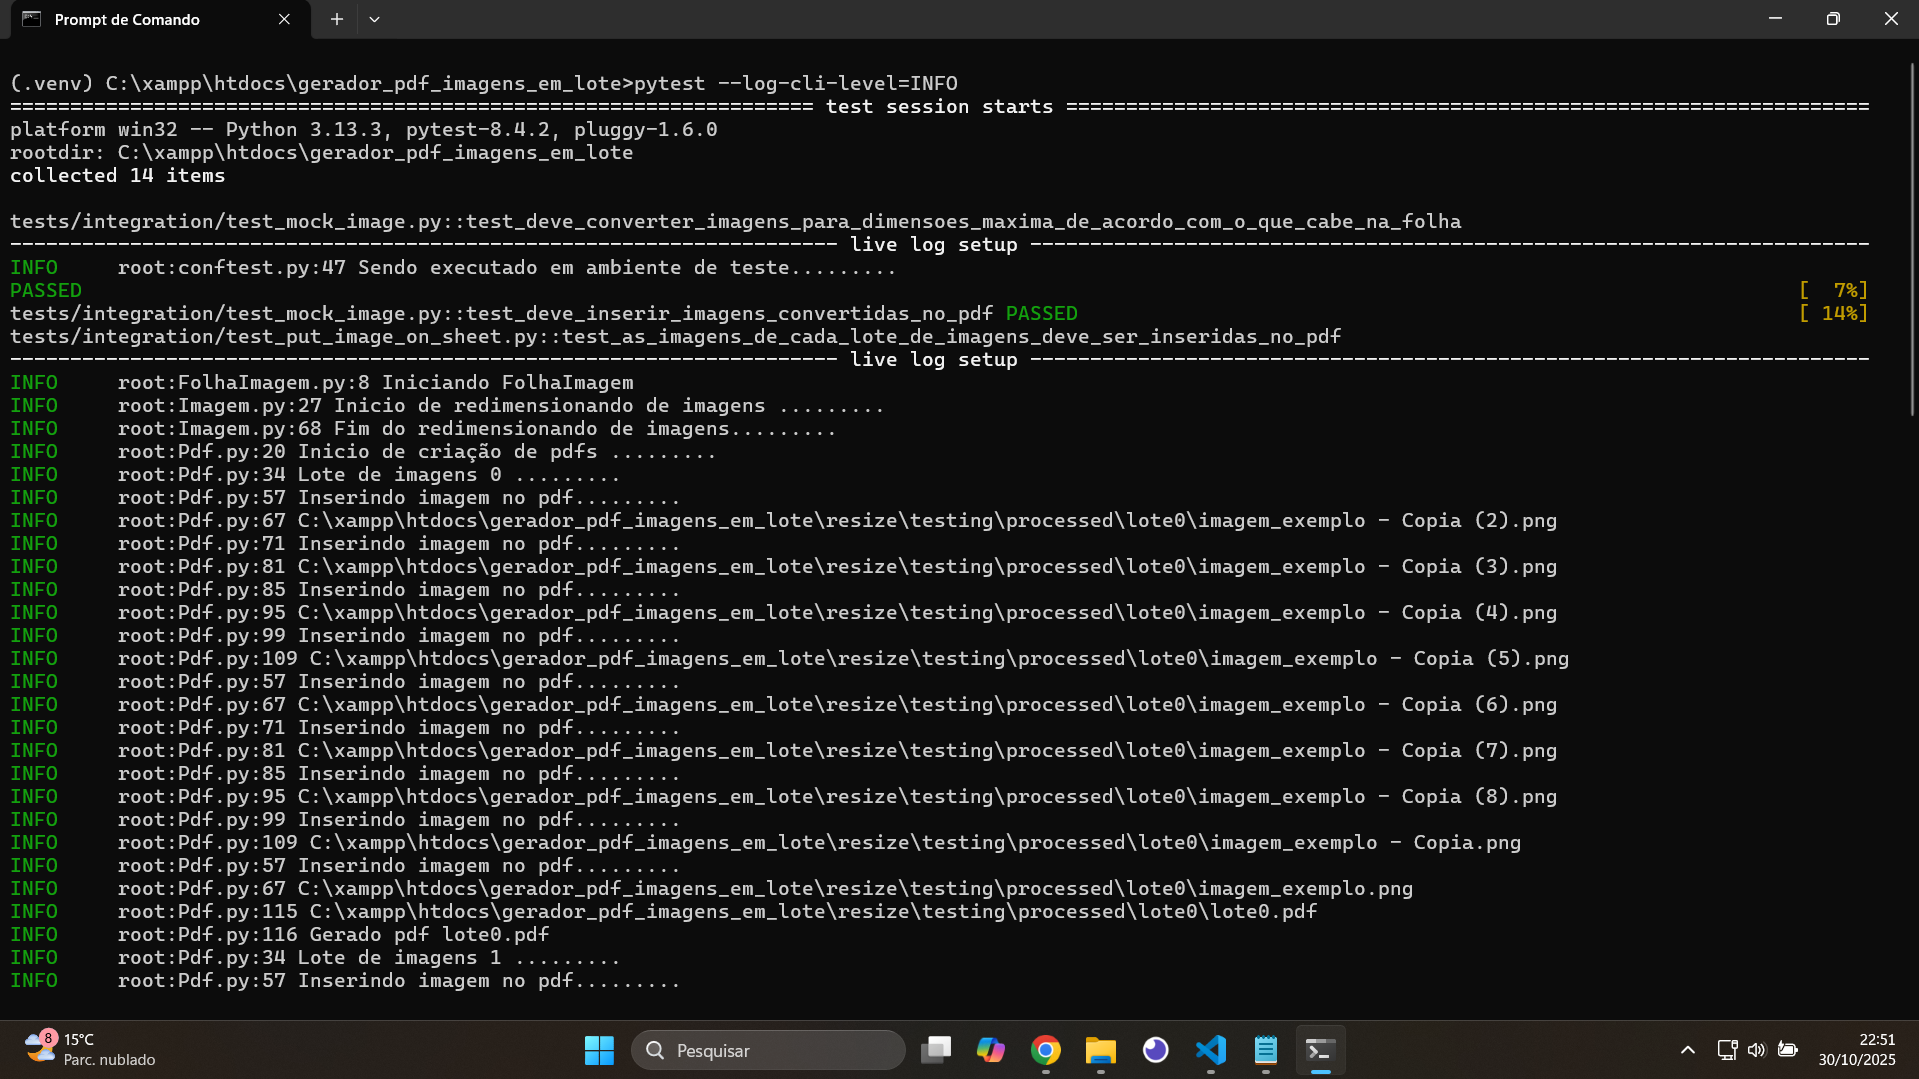 Prompt de Comando
(.venv) C:\xampp\htdocs\gerador_pdf_imagens_em_lote>pytest --log-cli-level=INFO
=================================================================== test session starts ===================================================================
platform win32 -- Python 3.13.3, pytest-8.4.2, pluggy-1.6.0
rootdir: C:\xampp\htdocs\gerador_pdf_imagens_em_lote
collected 14 items
tests/integration/test_mock_image.py::test_deve_converter_imagens_para_dimensoes_maxima_de_acordo_com_o_que_cabe_na_folha
--------------------------------------------------------------------- live log setup ----------------------------------------------------------------------
INFO     root:conftest.py:47 Sendo executado em ambiente de teste.........
PASSED [  7%]
tests/integration/test_mock_image.py::test_deve_inserir_imagens_convertidas_no_pdf PASSED [ 14%]
tests/integration/test_put_image_on_sheet.py::test_as_imagens_de_cada_lote_de_imagens_deve_ser_inseridas_no_pdf
--------------------------------------------------------------------- live log setup ----------------------------------------------------------------------
INFO     root:FolhaImagem.py:8 Iniciando FolhaImagem
INFO     root:Imagem.py:27 Inicio de redimensionando de imagens .........
INFO     root:Imagem.py:68 Fim do redimensionando de imagens.........
INFO     root:Pdf.py:20 Inicio de criação de pdfs .........
INFO     root:Pdf.py:34 Lote de imagens 0 .........
INFO     root:Pdf.py:57 Inserindo imagem no pdf.........
INFO     root:Pdf.py:67 C:\xampp\htdocs\gerador_pdf_imagens_em_lote\resize\testing\processed\lote0\imagem_exemplo - Copia (2).png
INFO     root:Pdf.py:71 Inserindo imagem no pdf.........
INFO     root:Pdf.py:81 C:\xampp\htdocs\gerador_pdf_imagens_em_lote\resize\testing\processed\lote0\imagem_exemplo - Copia (3).png
INFO     root:Pdf.py:85 Inserindo imagem no pdf.........
INFO     root:Pdf.py:95 C:\xampp\htdocs\gerador_pdf_imagens_em_lote\resize\testing\processed\lote0\imagem_exemplo - Copia (4).png
INFO     root:Pdf.py:99 Inserindo imagem no pdf.........
INFO     root:Pdf.py:109 C:\xampp\htdocs\gerador_pdf_imagens_em_lote\resize\testing\processed\lote0\imagem_exemplo - Copia (5).png
INFO     root:Pdf.py:57 Inserindo imagem no pdf.........
INFO     root:Pdf.py:67 C:\xampp\htdocs\gerador_pdf_imagens_em_lote\resize\testing\processed\lote0\imagem_exemplo - Copia (6).png
INFO     root:Pdf.py:71 Inserindo imagem no pdf.........
INFO     root:Pdf.py:81 C:\xampp\htdocs\gerador_pdf_imagens_em_lote\resize\testing\processed\lote0\imagem_exemplo - Copia (7).png
INFO     root:Pdf.py:85 Inserindo imagem no pdf.........
INFO     root:Pdf.py:95 C:\xampp\htdocs\gerador_pdf_imagens_em_lote\resize\testing\processed\lote0\imagem_exemplo - Copia (8).png
INFO     root:Pdf.py:99 Inserindo imagem no pdf.........
INFO     root:Pdf.py:109 C:\xampp\htdocs\gerador_pdf_imagens_em_lote\resize\testing\processed\lote0\imagem_exemplo - Copia.png
INFO     root:Pdf.py:57 Inserindo imagem no pdf.........
INFO     root:Pdf.py:67 C:\xampp\htdocs\gerador_pdf_imagens_em_lote\resize\testing\processed\lote0\imagem_exemplo.png
INFO     root:Pdf.py:115 C:\xampp\htdocs\gerador_pdf_imagens_em_lote\resize\testing\processed\lote0\lote0.pdf
INFO     root:Pdf.py:116 Gerado pdf lote0.pdf
INFO     root:Pdf.py:34 Lote de imagens 1 .........
INFO     root:Pdf.py:57 Inserindo imagem no pdf.........
8
15°C
Parc. nublado
Pesquisar
22:51
30/10/2025